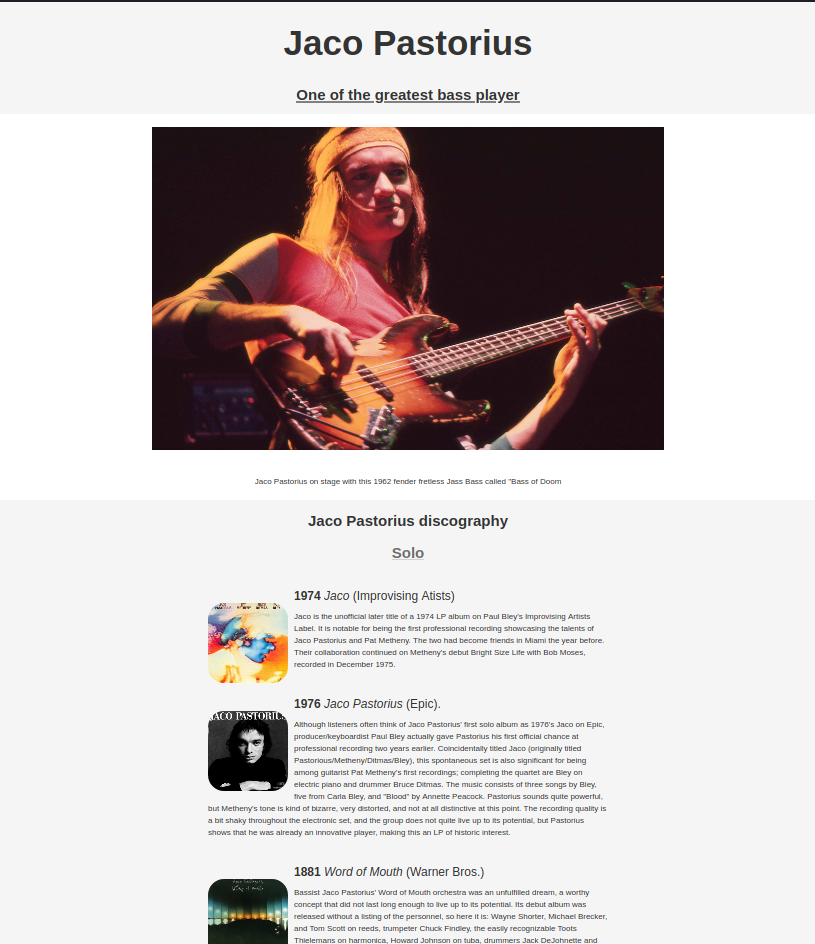 Jaco Pastorius
One of the greatest bass player
Jaco Pastorius on stage with this 1962 fender fretless Jass Bass called "Bass of Doom
Jaco Pastorius discography
Solo
1974 Jaco (Improvising Atists)
Jaco is the unofficial later title of a 1974 LP album on Paul Bley's Improvising Artists
Label. It is notable for being the first professional recording showcasing the talents of
Jaco Pastorius and Pat Metheny. The two had become friends in Miami the year before.
Their collaboration continued on Metheny's debut Bright Size Life with Bob Moses,
recorded in December 1975.
1976 Jaco Pastorius (Epic).
JACO PASTORIUS
Although listeners often think of Jaco Pastorius' first solo album as 1976's Jaco on Epic,
producer/keyboardist Paul Bley actually gave Pastorius his first official chance at
professional recording two years earlier. Coincidentally titled Jaco (originally titled
Pastorious/Metheny/Ditmas/Bley), this spontaneous set is also significant for being
among guitarist Pat Metheny's first recordings; completing the quartet are Bley on
electric piano and drummer Bruce Ditmas. The music consists of three songs by Bley,
five from Carla Bley, and "Blood" by Annette Peacock. Pastorius sounds quite powerful,
but Metheny's tone is kind of bizarre, very distorted, and not at all distinctive at this point. The recording quality is
a bit shaky throughout the electronic set, and the group does not quite live up to its potential, but Pastorius
shows that he was already an innovative player, making this an LP of historic interest.
1881 Word of Mouth (Warner Bros.)
Bassist Jaco Pastorius' Word of Mouth orchestra was an unfulfilled dream, a worthy
concept that did not last long enough to live up to its potential. Its debut album was
released without a listing of the personnel, so here it is: Wayne Shorter, Michael Brecker,
and Tom Scott on reeds, trumpeter Chuck Findley, the easily recognizable Toots
Thielemans on harmonica, Howard Johnson on tuba, drummers Jack DeJohnette and